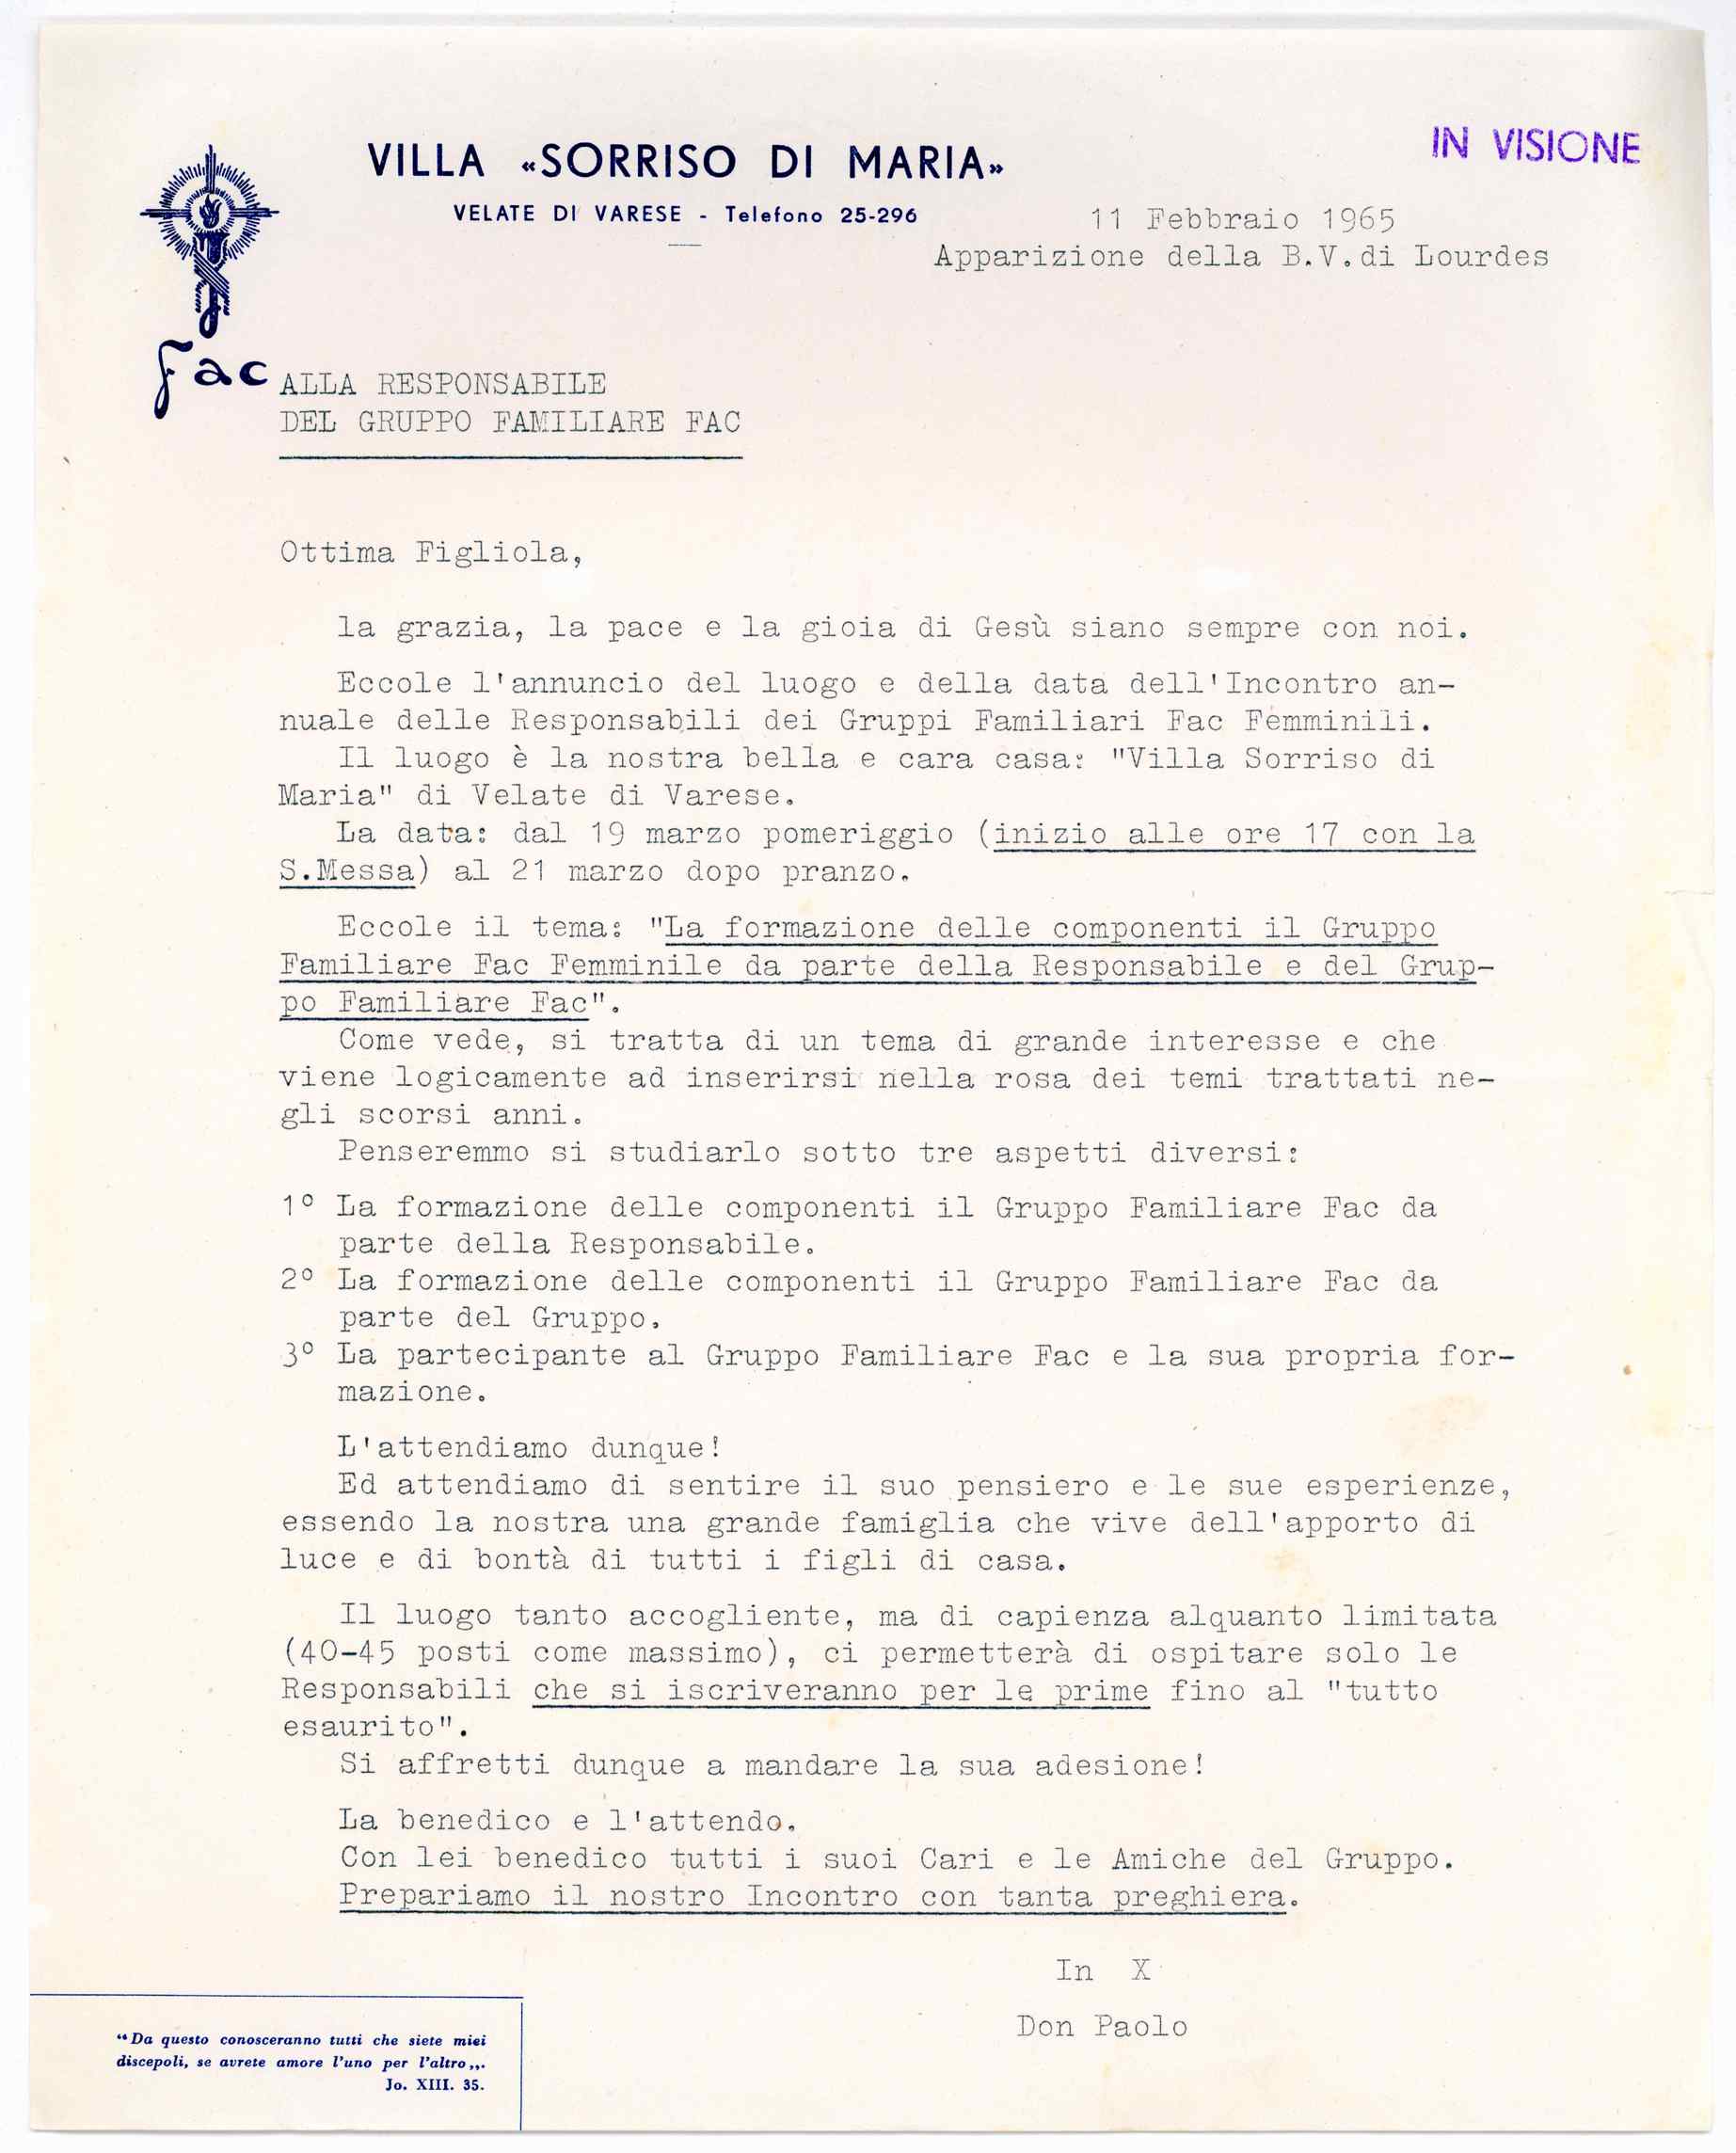 VILLA «SORRISO DI MARIA»
VELATE DI VARESE - Telefono 25-296
IN VISIONE
11 Febbraio 1965
Apparizione della B.V.di Lourdes
Fac
ALLA RESPONSABILE
DEL GRUPPO FAMILIARE FAC
Ottima Figliola,
la grazia, la pace e la gioia di Gesù siano sempre con noi.
Eccole l'annuncio del luogo e della data dell'Incontro an-
nuale delle Responsabili dei Gruppi Familiari Fac Femminili.
Il luogo è la nostra bella e cara casa: "Villa Sorriso di
Maria" di Velate di Varese.
La data: dal 19 marzo pomeriggio (inizio alle ore 17 con la
S.Messa) al 21 marzo dopo pranzo.
Eccole il tema: "La formazione delle componenti il Gruppo
Familiare Fac Femminile da parte della Responsabile e del Grup-
po Familiare Fac".
Come vede, si tratta di un tema di grande interesse e che
viene logicamente ad inserirsi nella rosa dei temi trattati ne-
gli scorsi anni.
Penseremmo si studiarlo sotto tre aspetti diversi:
1° La formazione delle componenti il Gruppo Familiare Fac da
parte della Responsabile.
2° La formazione delle componenti il Gruppo Familiare Fac da
parte del Gruppo.
3° La partecipante al Gruppo Familiare Fac e la sua propria for-
mazione.
L'attendiamo dunque!
Ed attendiamo di sentire il suo pensiero e le sue esperienze,
essendo la nostra una grande famiglia che vive dell'apporto di
luce e di bontà di tutti i figli di casa.
Il luogo tanto accogliente, ma di capienza alquanto limitata
(40-45 posti come massimo), ci permetterà di ospitare solo le
Responsabili che si iscriveranno per le prime fino al "tutto
esaurito".
Si affretti dunque a mandare la sua adesione!
La benedico e l'attendo.
Con lei benedico tutti i suoi Cari e le Amiche del Gruppo.
Prepariamo il nostro Incontro con tanta preghiera.
In X
Don Paolo
“Da questo conosceranno tutti che siete miei
discepoli, se avrete amore l'uno per l'altro„.
Jo. XIII. 35.